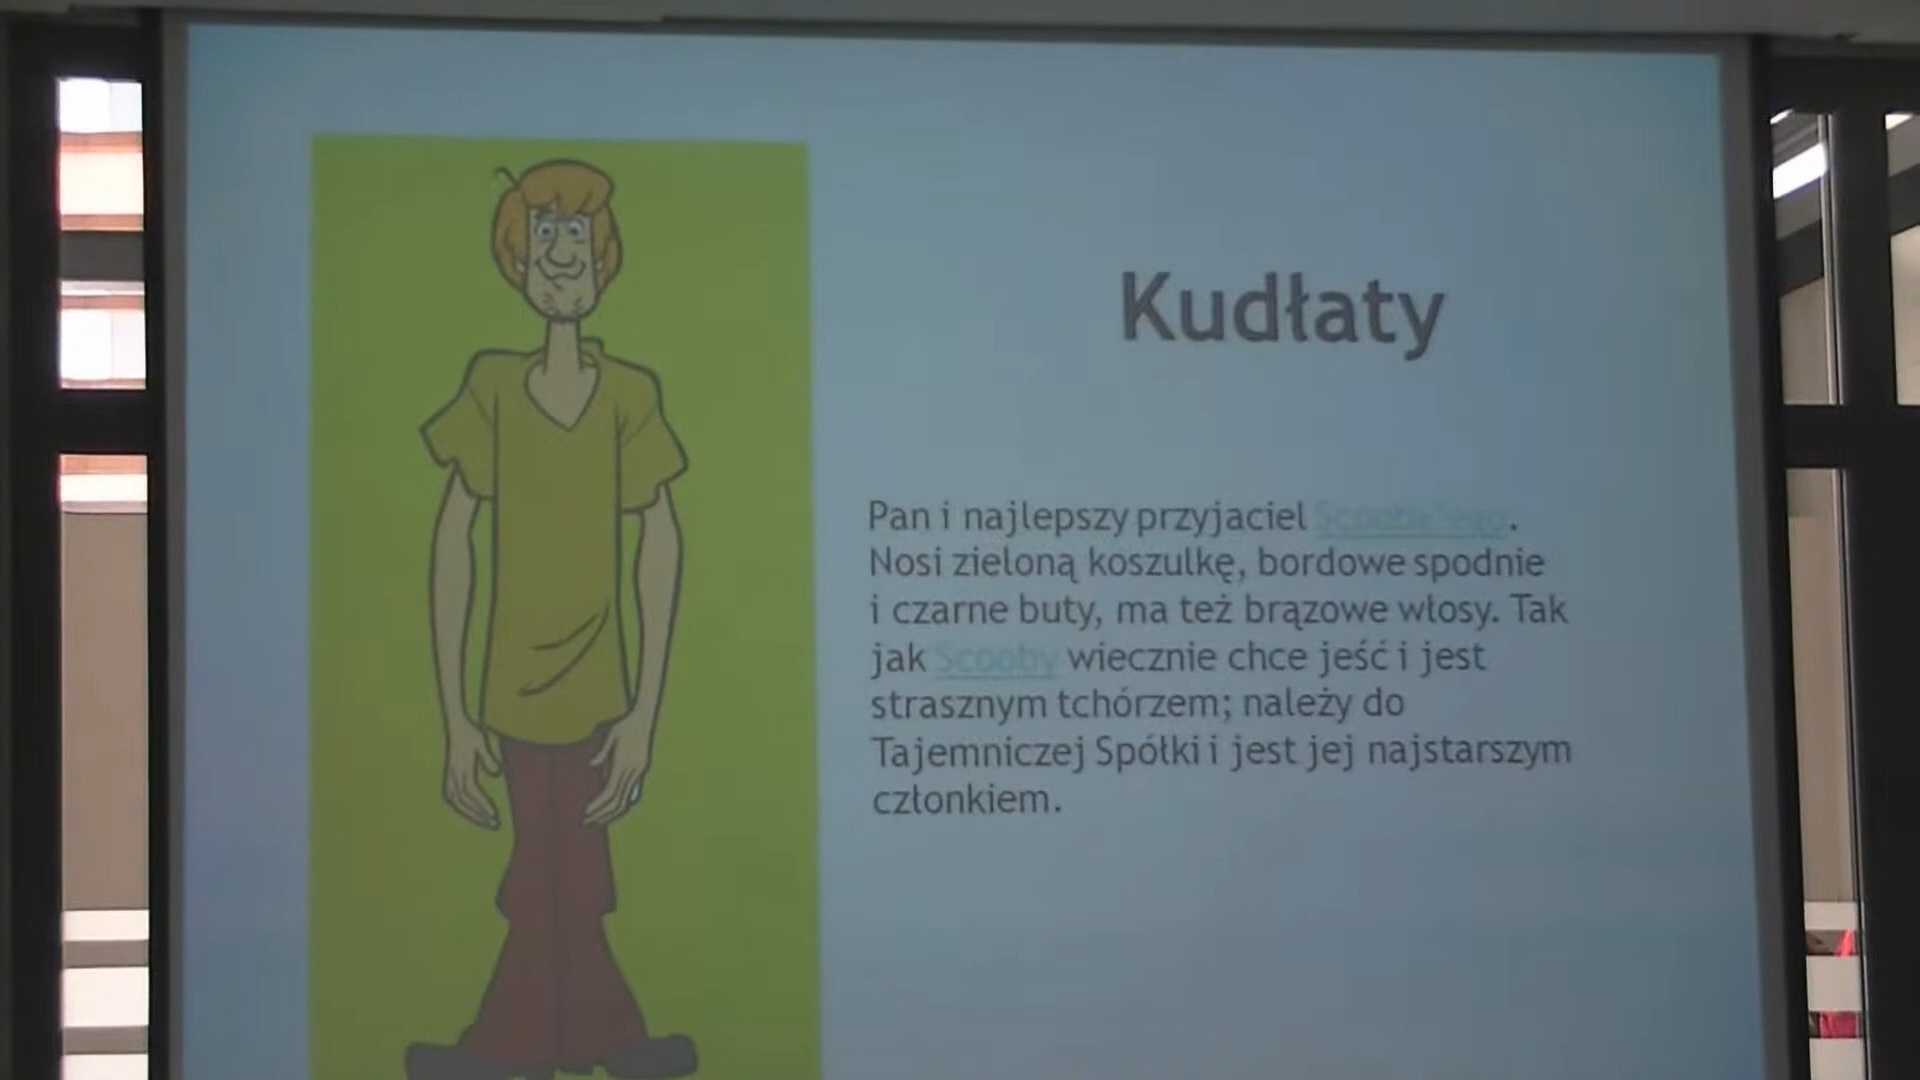 Kudłaty
Pan i najlepszy przyjaciel Scooby'ego.
Nosi zieloną koszulkę, bordowe spodnie
i czarne buty, ma też brązowe włosy. Tak
jak Scooby wiecznie chce jeść i jest
strasznym tchórzem; należy do
Tajemniczej Spółki i jest jej najstarszym
członkiem.